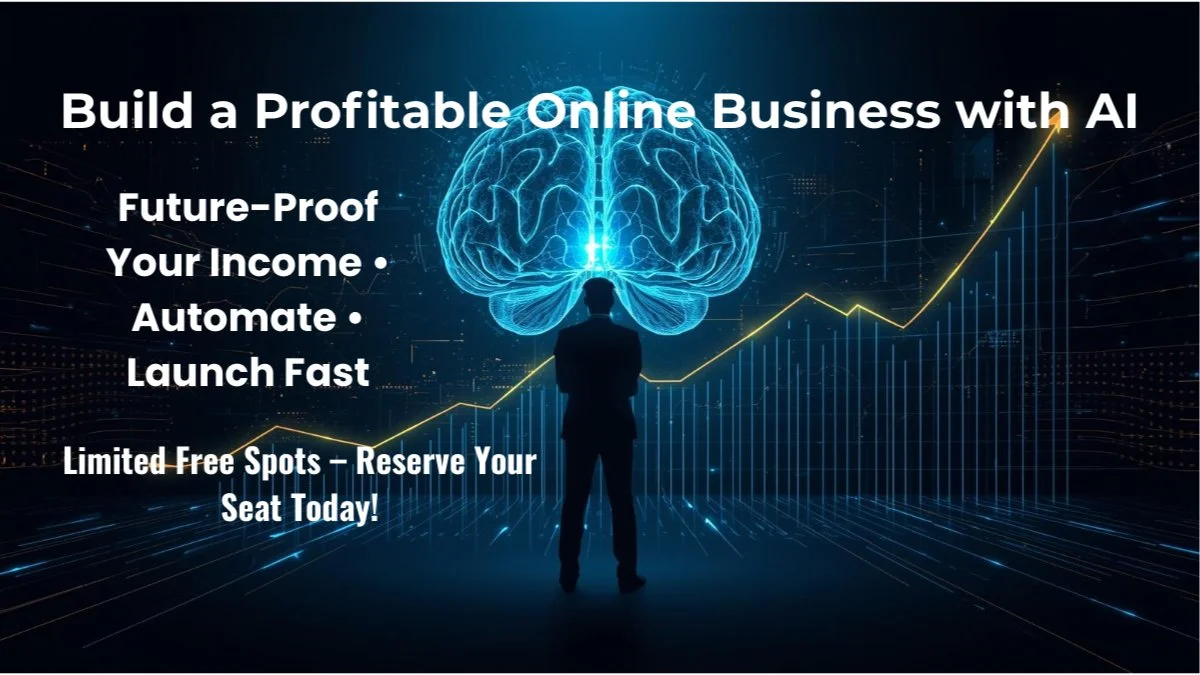 Build a Profitable Online Business with AI
Future-Proof
Your Income •
Automate •
Launch Fast
Limited Free Spots – Reserve Your
Seat Today!